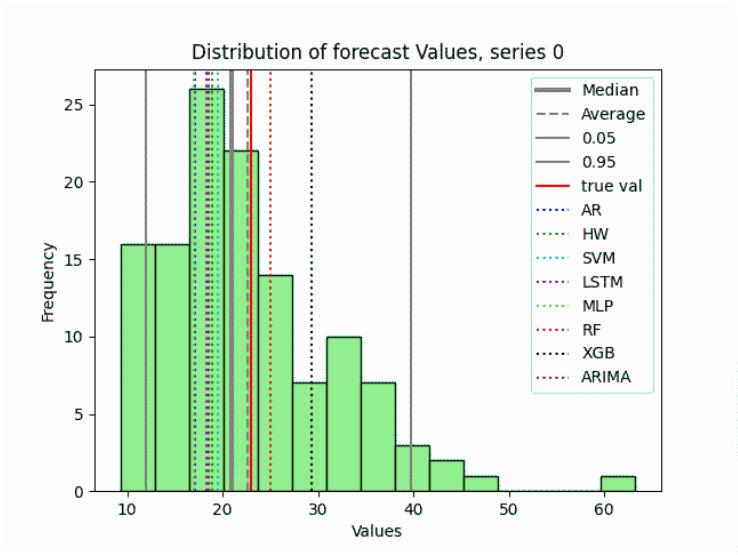 Distribution of forecast Values, series 0
Frequency
25
20
15
10
5
0
10 20 30 40 50 60
Values
Median
Average
0.05
0.95
true val
AR
HW
SVM
LSTM
MLP
RF
XGB
ARIMA